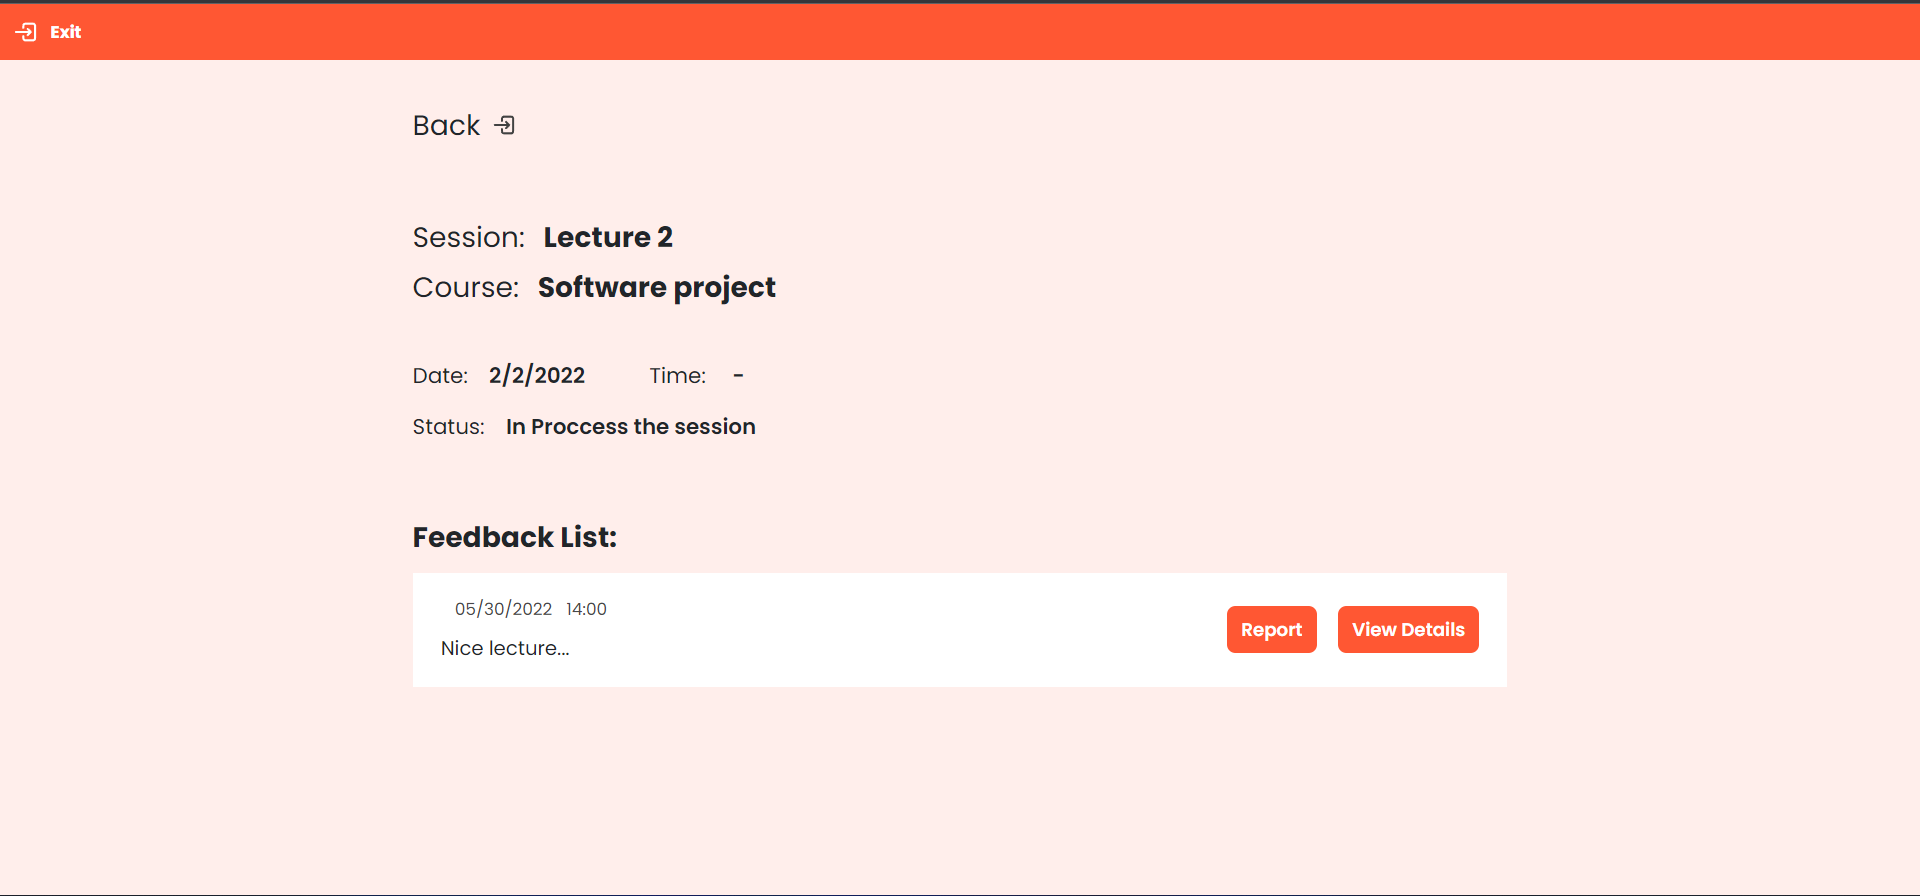 Exit
Back
Session: Lecture 2
Course: Software project
Date: 2/2/2022 Time: -
Status: In Proccess the session
Feedback List:
05/30/2022 14:00
Nice lecture...
Report View Details